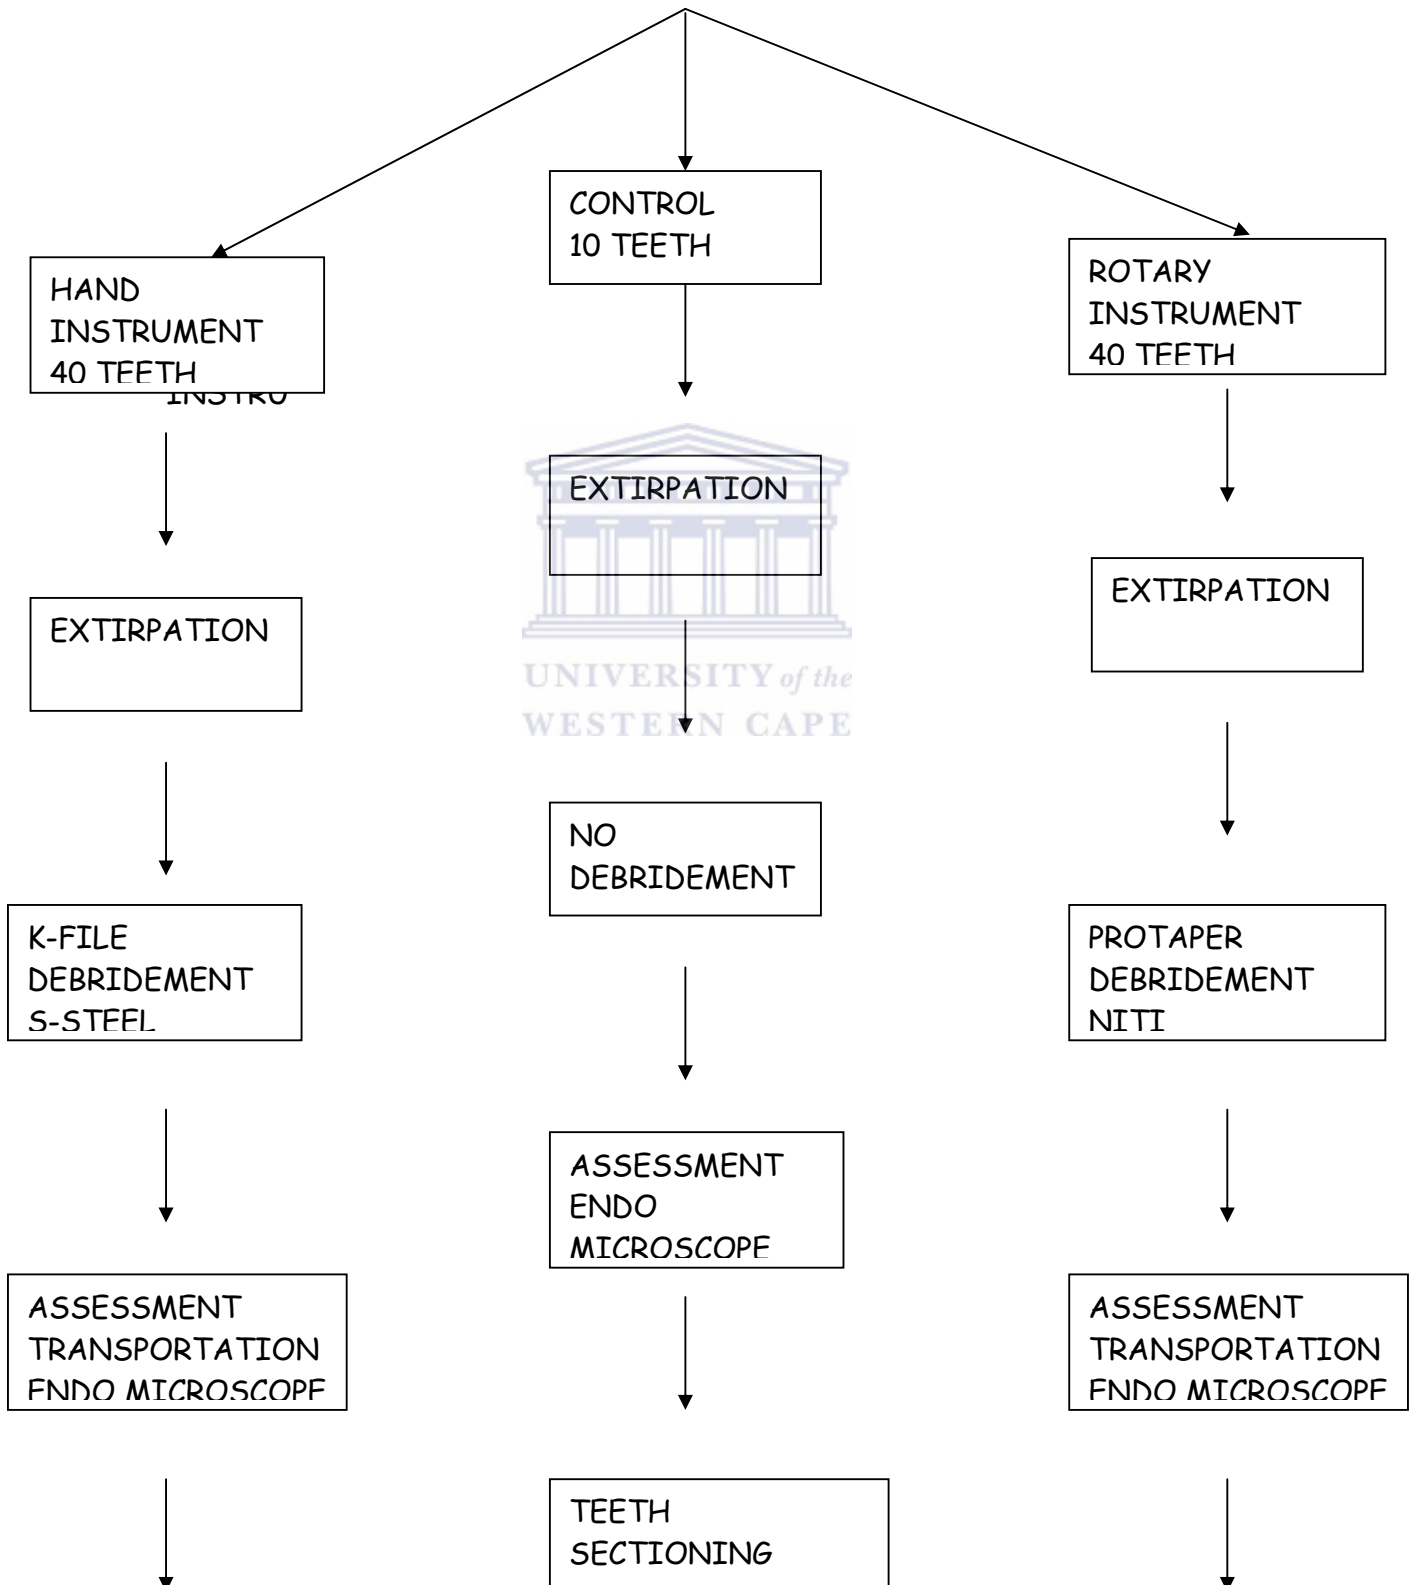 CONTROL
10 TEETH
HAND
INSTRUMENT
40 TEETH
INSTRU
ROTARY
INSTRUMENT
40 TEETH
EXTIRPATION
EXTIRPATION
EXTIRPATION
UNIVERSITY of the
WESTERN CAPE
NO
DEBRIDEMENT
K-FILE
DEBRIDEMENT
S-STEEL
PROTAPER
DEBRIDEMENT
NITI
ASSESSMENT
ENDO
MICROSCOPE
ASSESSMENT
TRANSPORTATION
ENDO MICROSCOPE
ASSESSMENT
TRANSPORTATION
ENDO MICROSCOPE
TEETH
SECTIONING